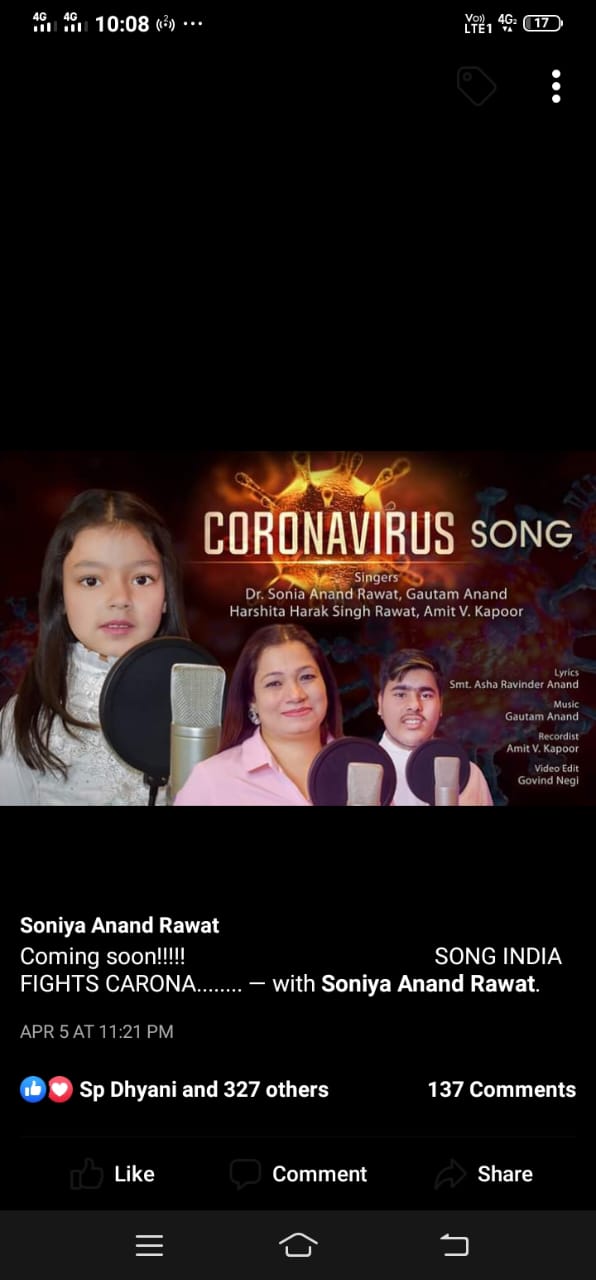 4G 4G 10:08 ... Vo)) LTE1 4G 17
CORONAVIRUS SONG
Singers
Dr. Sonia Anand Rawat, Gautam Anand
Harshita Harak Singh Rawat, Amit V. Kapoor
Lyrics
Smt. Asha Ravinder Anand
Music
Gautam Anand
Recordist
Amit V. Kapoor
Video Edit
Govind Negi
Soniya Anand Rawat
Coming soon!!!!! SONG INDIA
FIGHTS CARONA........ — with Soniya Anand Rawat.
APR 5 AT 11:21 PM
Sp Dhyani and 327 others 137 Comments
Like Comment Share